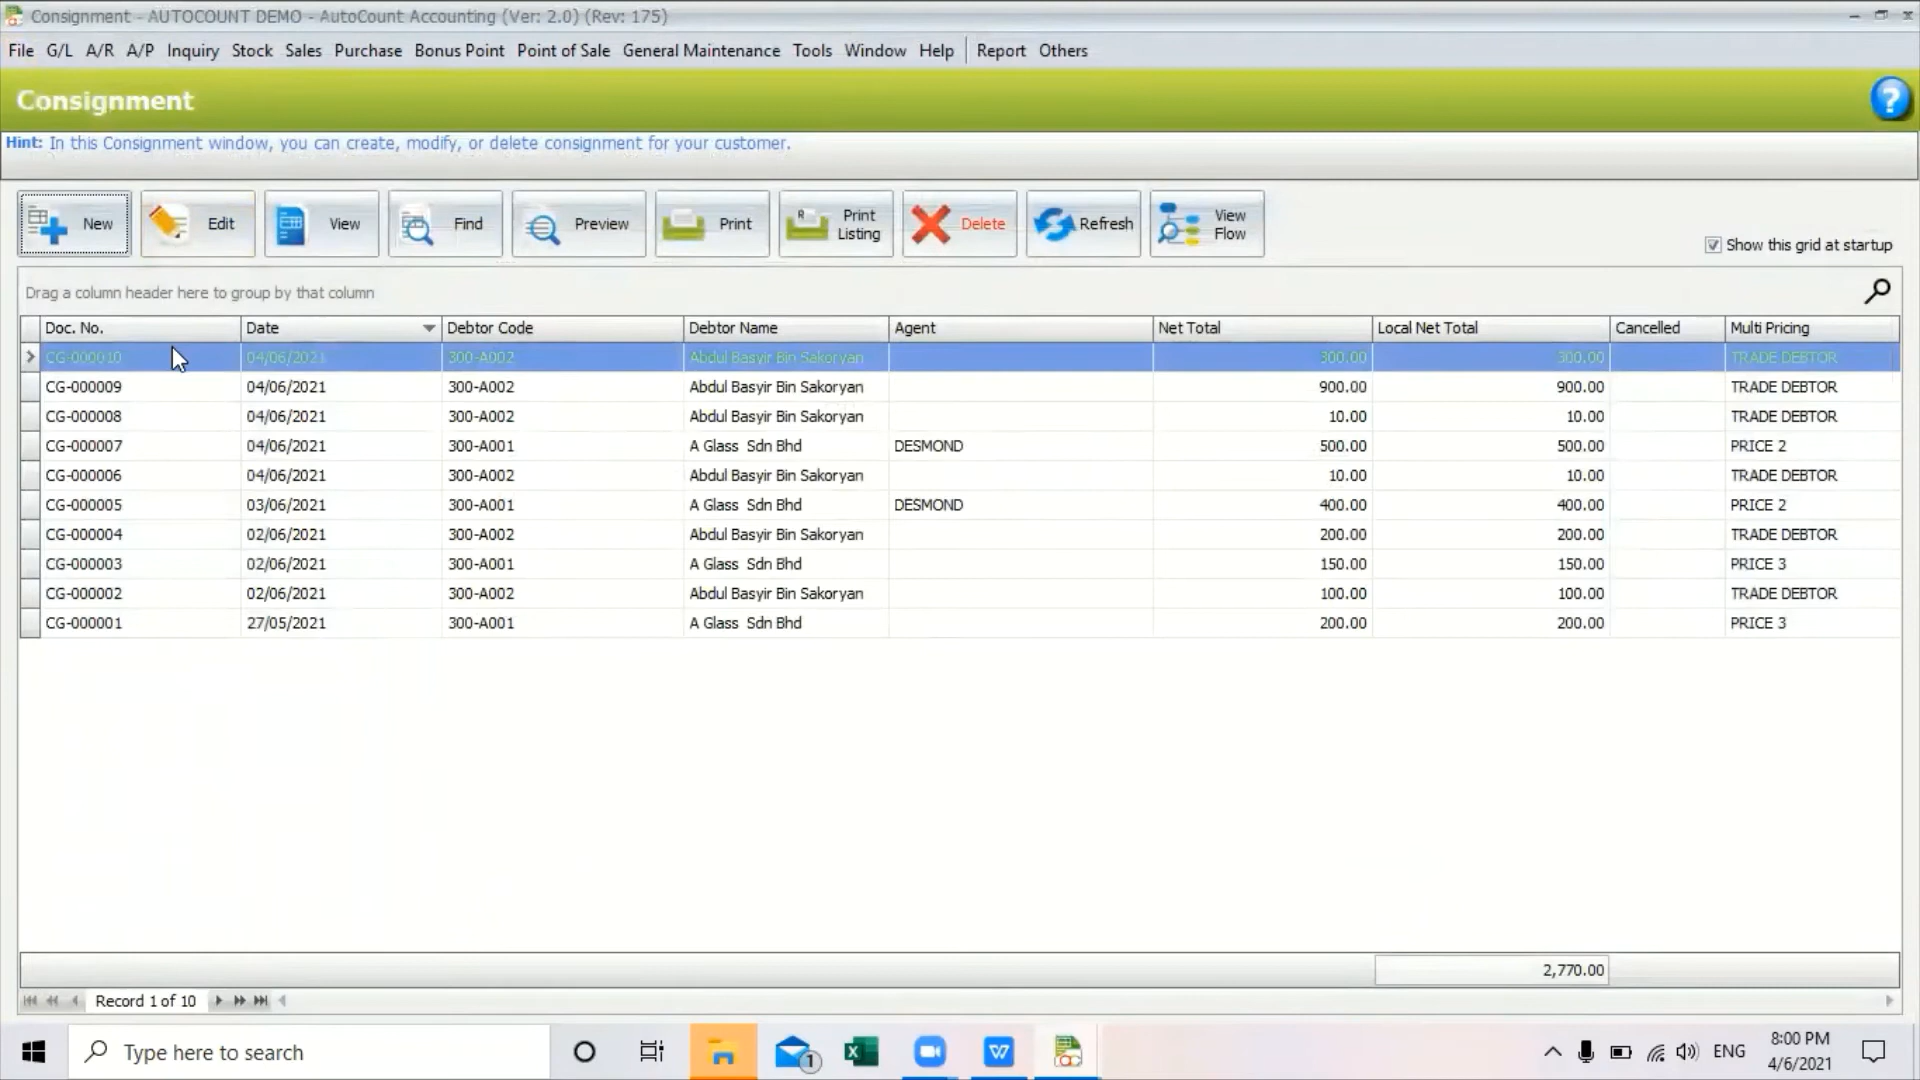 Consignment - AUTOCOUNT DEMO - AutoCount Accounting (Ver: 2.0) (Rev: 175)
File G/L A/R A/P Inquiry Stock Sales Purchase Bonus Point Point of Sale General Maintenance Tools Window Help Report Others
Consignment
Hint: In this Consignment window, you can create, modify, or delete consignment for your customer.
New Edit View Find Preview Print Print Listing Delete Refresh View Flow
Show this grid at startup
Drag a column header here to group by that column
Doc. No. Date Debtor Code Debtor Name Agent Net Total Local Net Total Cancelled Multi Pricing
CG-000010 04/06/2021 300-A002 Abdul Basyir Bin Sakoryan 300.00 300.00 TRADE DEBTOR
CG-000009 04/06/2021 300-A002 Abdul Basyir Bin Sakoryan 900.00 900.00 TRADE DEBTOR
CG-000008 04/06/2021 300-A002 Abdul Basyir Bin Sakoryan 10.00 10.00 TRADE DEBTOR
CG-000007 04/06/2021 300-A001 A Glass Sdn Bhd DESMOND 500.00 500.00 PRICE 2
CG-000006 04/06/2021 300-A002 Abdul Basyir Bin Sakoryan 10.00 10.00 TRADE DEBTOR
CG-000005 03/06/2021 300-A001 A Glass Sdn Bhd DESMOND 400.00 400.00 PRICE 2
CG-000004 02/06/2021 300-A002 Abdul Basyir Bin Sakoryan 200.00 200.00 TRADE DEBTOR
CG-000003 02/06/2021 300-A001 A Glass Sdn Bhd 150.00 150.00 PRICE 3
CG-000002 02/06/2021 300-A002 Abdul Basyir Bin Sakoryan 100.00 100.00 TRADE DEBTOR
CG-000001 27/05/2021 300-A001 A Glass Sdn Bhd 200.00 200.00 PRICE 3
2,770.00
Record 1 of 10
Type here to search
1
ENG
8:00 PM
4/6/2021